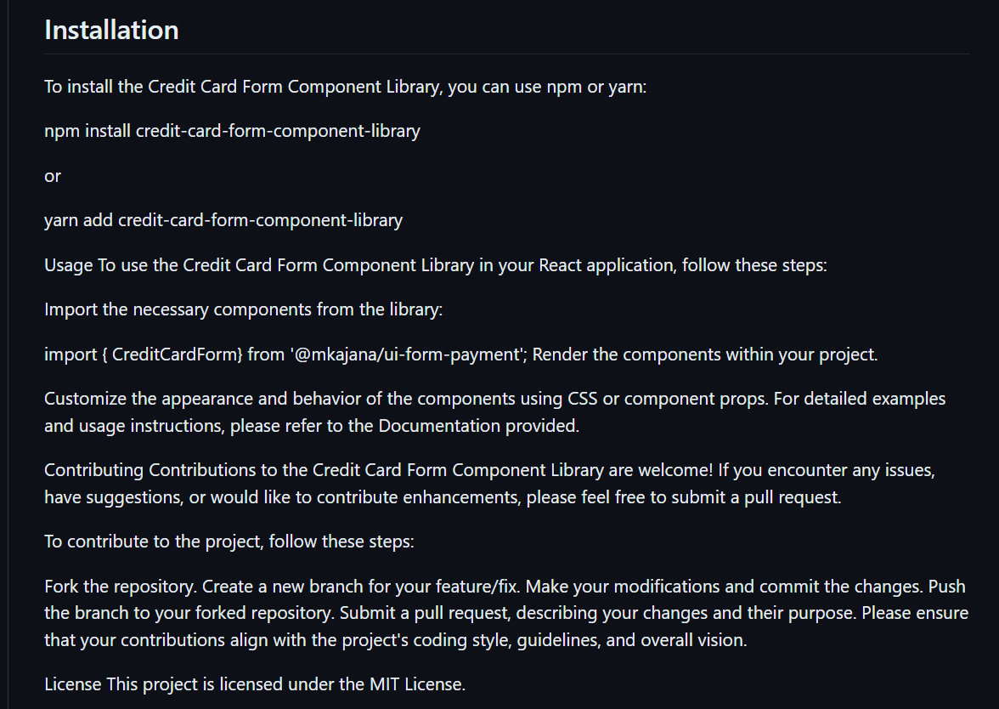 Installation
To install the Credit Card Form Component Library, you can use npm or yarn:
npm install credit-card-form-component-library
or
yarn add credit-card-form-component-library
Usage To use the Credit Card Form Component Library in your React application, follow these steps:
Import the necessary components from the library:
import { CreditCardForm} from '@mkajana/ui-form-payment'; Render the components within your project.
Customize the appearance and behavior of the components using CSS or component props. For detailed examples
and usage instructions, please refer to the Documentation provided.
Contributing Contributions to the Credit Card Form Component Library are welcome! If you encounter any issues,
have suggestions, or would like to contribute enhancements, please feel free to submit a pull request.
To contribute to the project, follow these steps:
Fork the repository. Create a new branch for your feature/fix. Make your modifications and commit the changes. Push
the branch to your forked repository. Submit a pull request, describing your changes and their purpose. Please ensure
that your contributions align with the project's coding style, guidelines, and overall vision.
License This project is licensed under the MIT License.